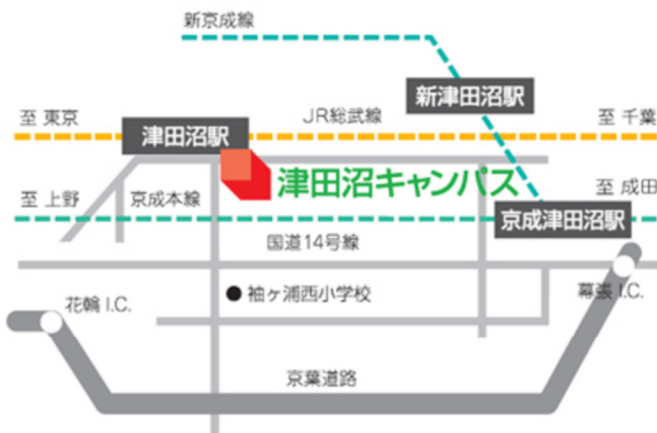 新京成線
新津田沼駅
至 東京
津田沼駅
JR総武線
至 千葉
津田沼キャンパス
至 上野
京成本線
至 成田
京成津田沼駅
国道14号線
袖ヶ浦西小学校
幕張 I.C.
花輪 I.C.
京葉道路